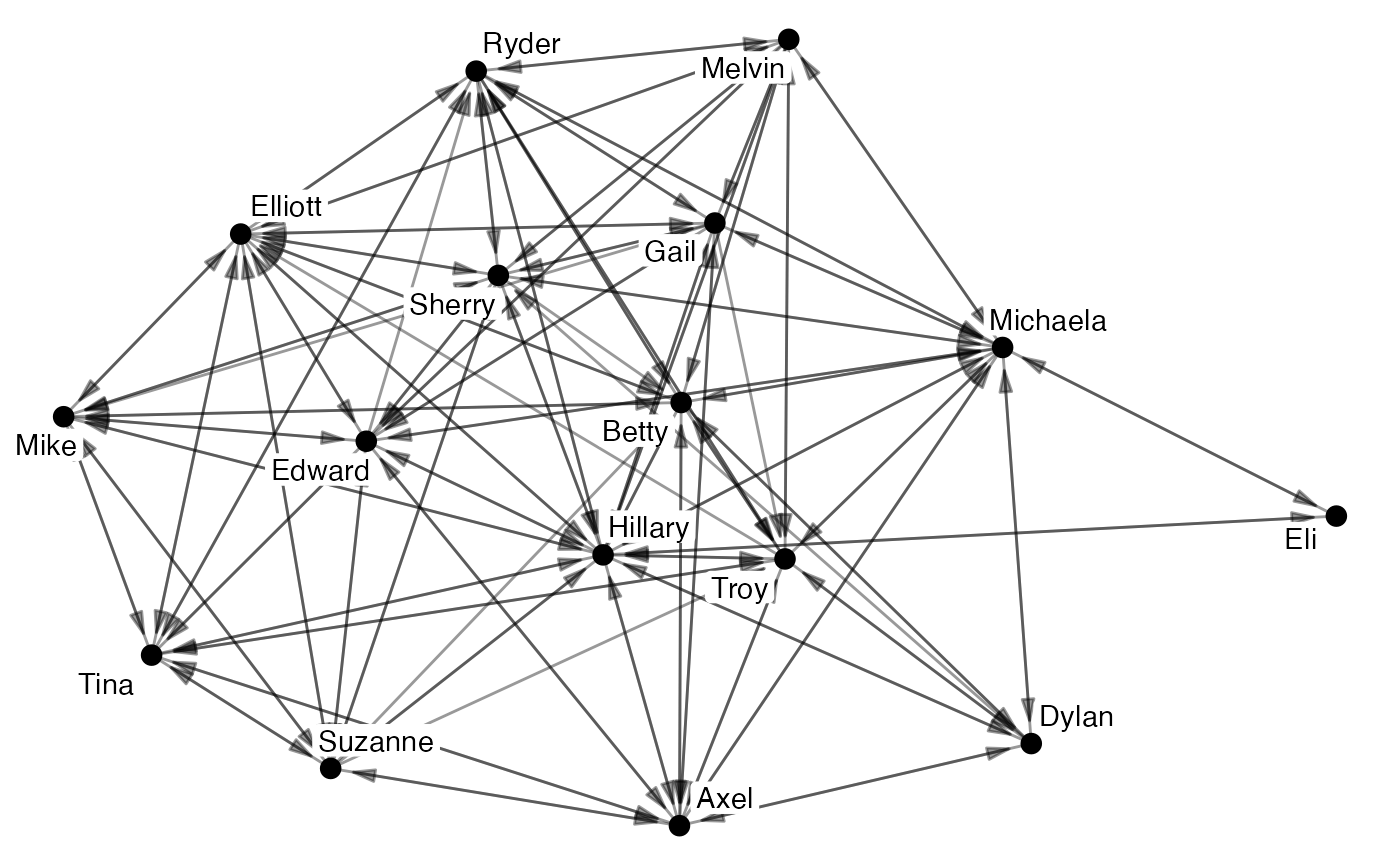 Ryder
Melvin
Elliott
Gail
Sherry
Michaela
Mike
Betty
Edward
Hillary
Eli
Troy
Tina
Dylan
Suzanne
Axel